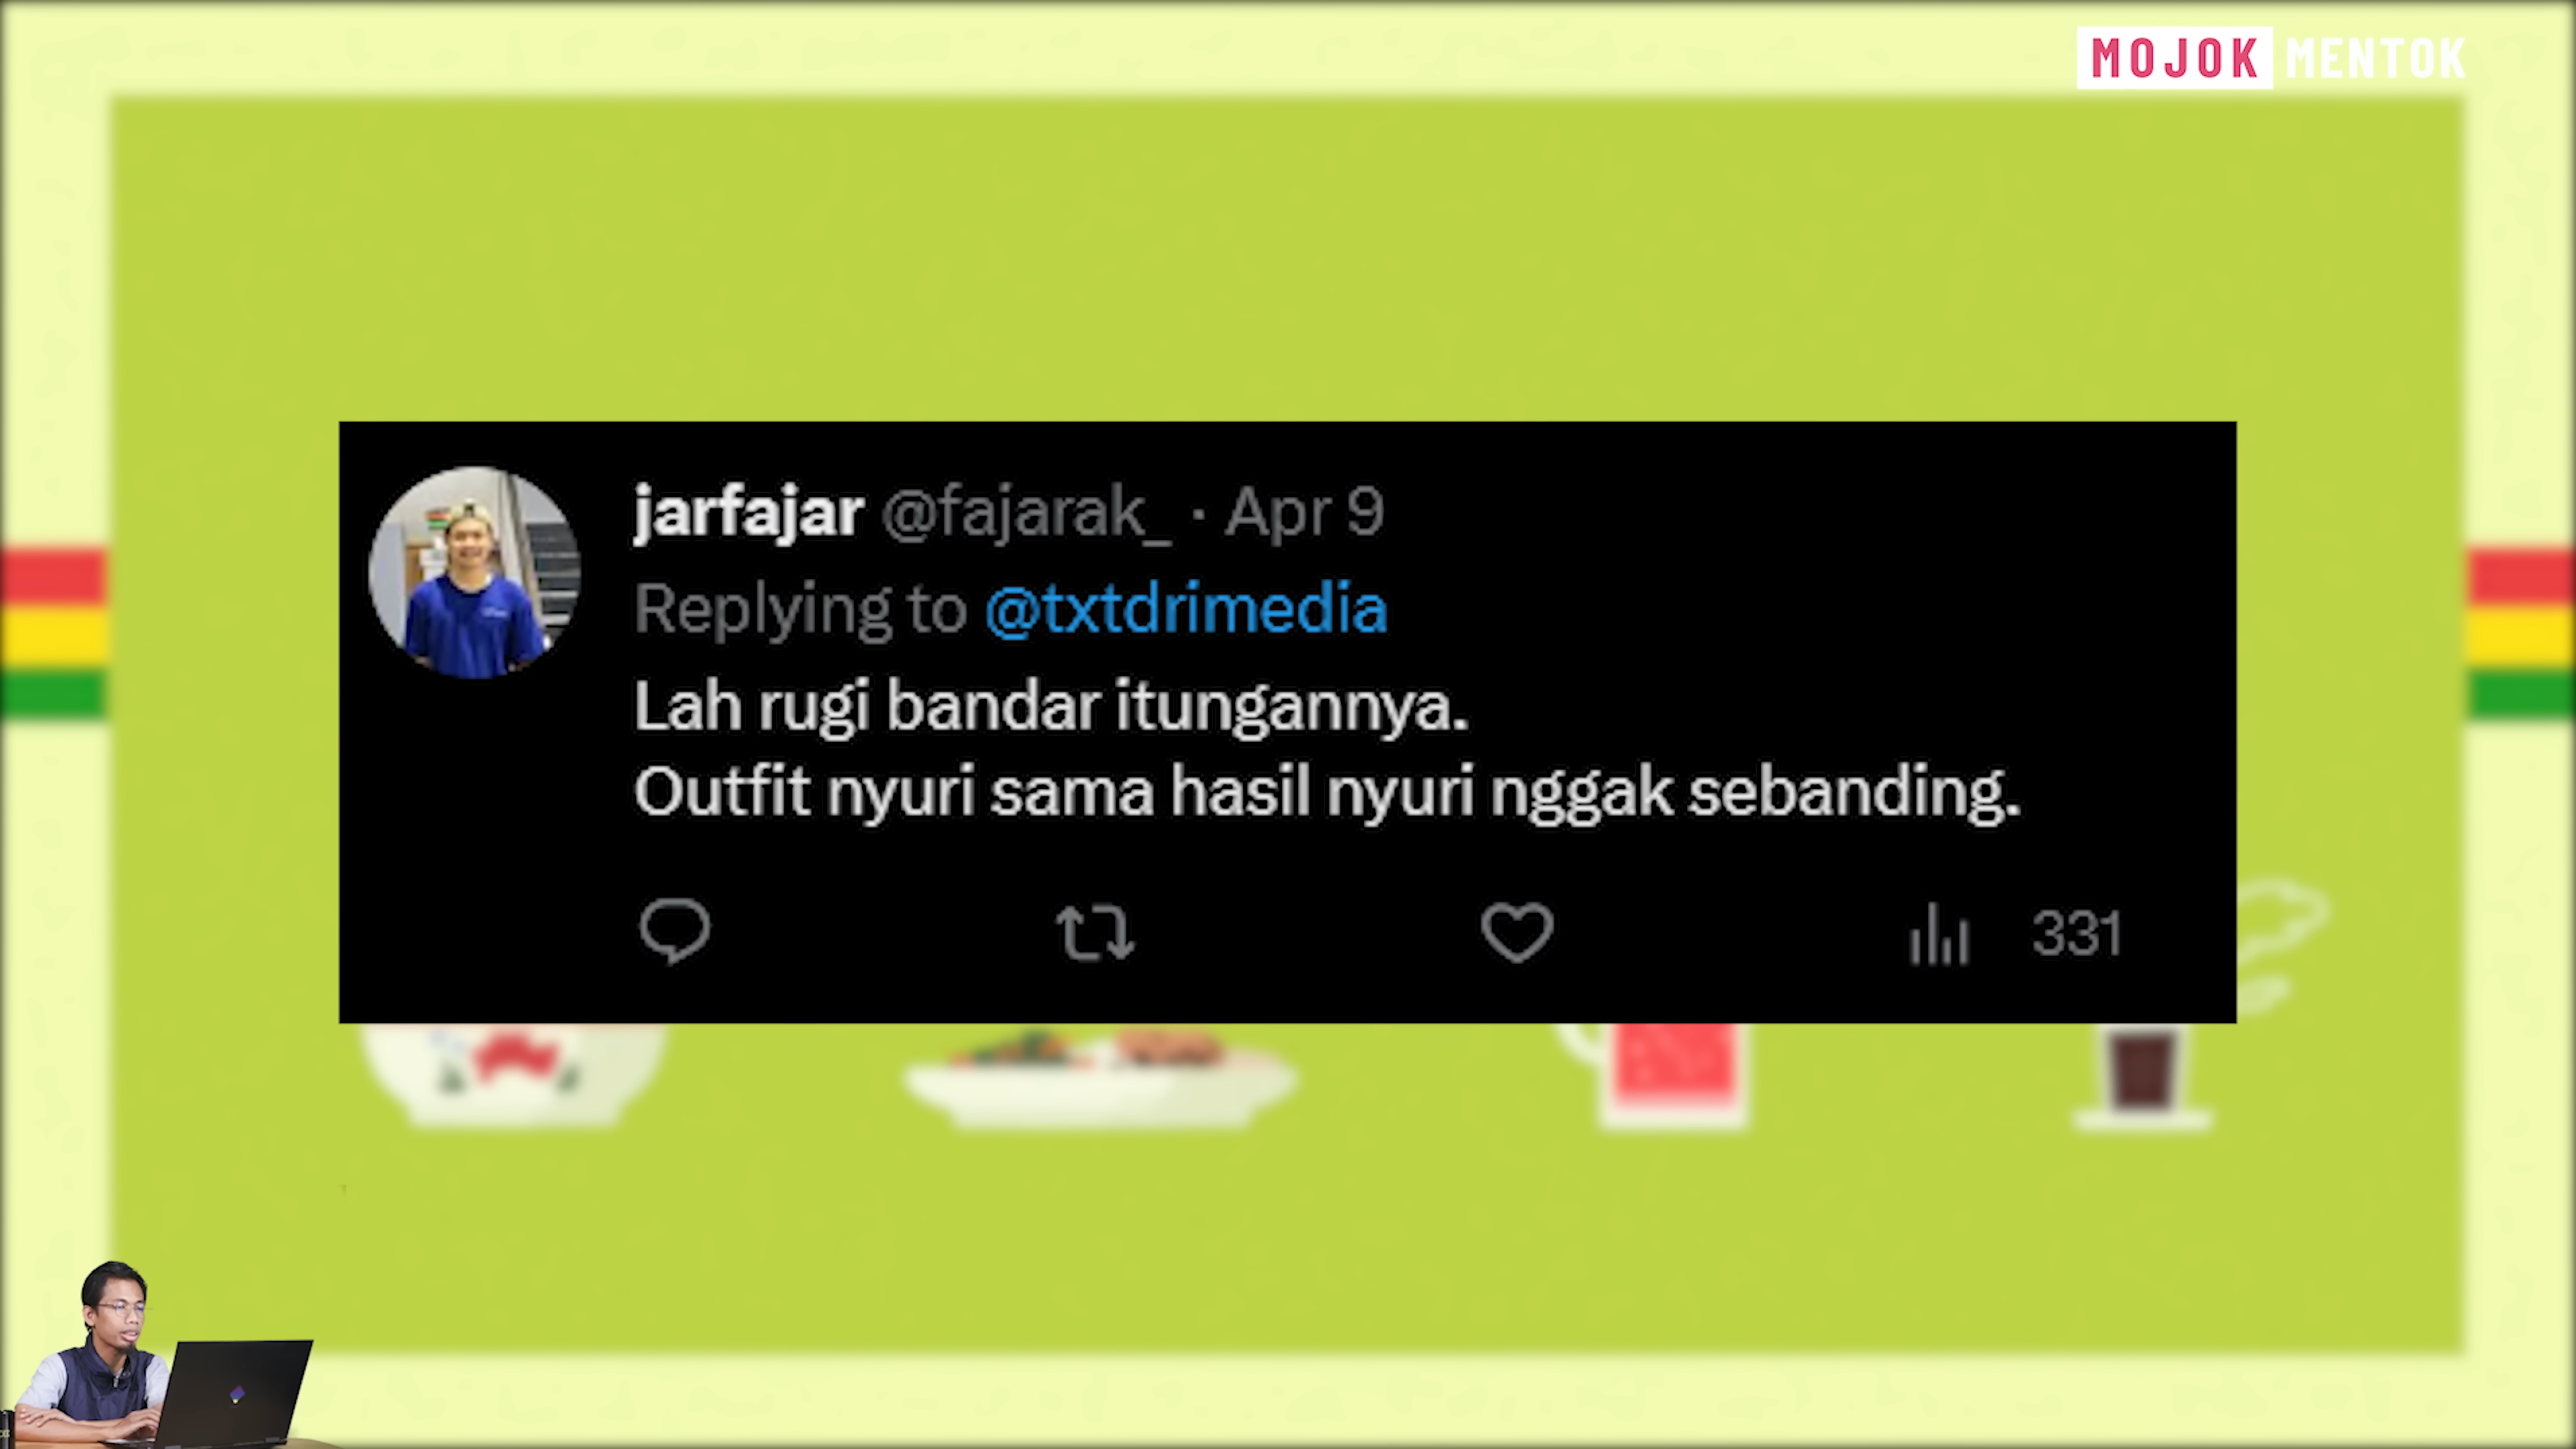 MOJOK MENTOK
jarfajar @fajarak_ · Apr 9
Replying to @txtdrimedia
Lah rugi bandar itungannya.
Outfit nyuri sama hasil nyuri nggak sebanding.
331